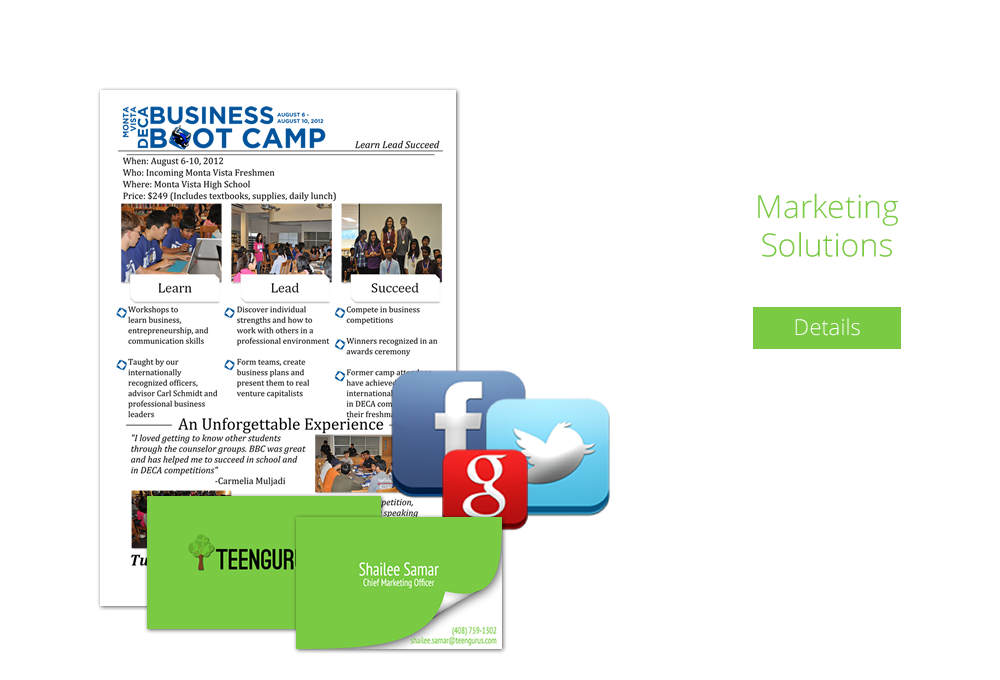 MONTA
VISTA
DECA
BUSINESS
AUGUST 6 -
AUGUST 10, 2012
BOOT CAMP
Learn Lead Succeed
When: August 6-10, 2012
Who: Incoming Monta Vista Freshmen
Where: Monta Vista High School
Price: $249 (Includes textbooks, supplies, daily lunch)
Learn
Workshops to
learn business,
entrepreneurship, and
communication skills
Taught by our
internationally
recognized officers,
advisor Carl Schmidt and
professional business
leaders
Lead
Discover individual
strengths and how to
work with others in a
professional environment
Form teams, create
business plans and
present them to real
venture capitalists
Succeed
Compete in business
competitions
Winners recognized in an
awards ceremony
Former camp
have achieved
international
in DECA
their
An Unforgettable Experience
"I loved getting to know other students
through the counselor groups. BBC was great
and has helped me to succeed in school and
in DECA competitions"
-Carmelia Muljadi
speaking
f
g
TEENGURU
Shailee Samar
Chief Marketing Officer
(408) 759-1302
shailee.samar@teengurus.com
Marketing
Solutions
Details